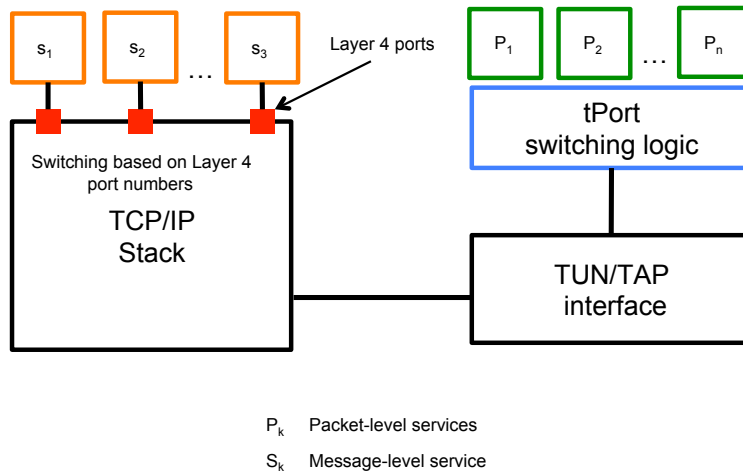 s₁ s₂ ... s₃
Layer 4 ports
P₁ P₂ ... Pₙ
Switching based on Layer 4
port numbers
TCP/IP
Stack
tPort
switching logic
TUN/TAP
interface
Pₖ Packet-level services
Sₖ Message-level service